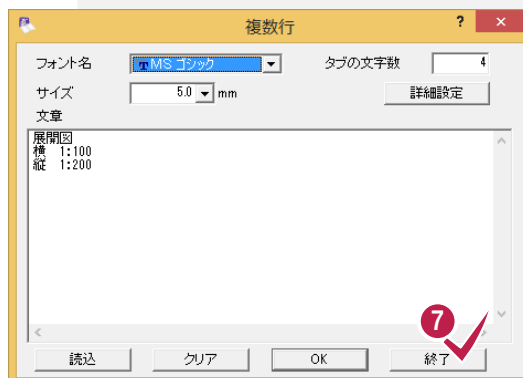 複数行 ? ×
フォント名 MS ゴシック タブの文字数 4
サイズ 5.0 mm 詳細設定
文章
展開図
横 1:100
縦 1:200
7
読込 クリア OK 終了